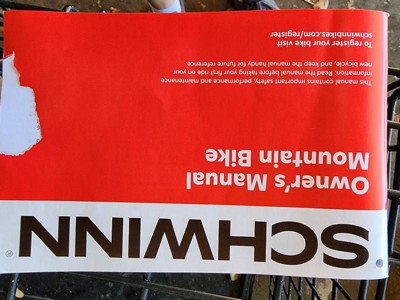 SCHWINN®
Owner's Manual
Mountain Bike
This manual contains important safety, performance and maintenance
information. Read the manual before taking your first ride on your
new bicycle, and keep the manual handy for future reference.
To register your bike visit
schwinnbikes.com/register